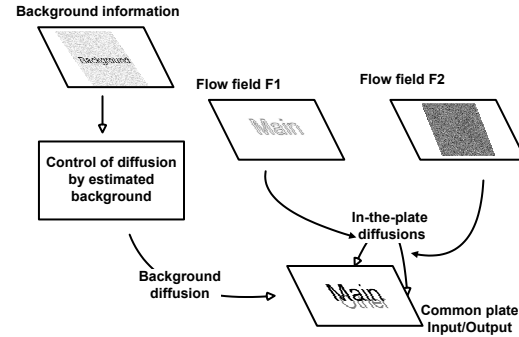 Background information
Background
Flow field F1
Main
Flow field F2
Control of diffusion
by estimated
background
In-the-plate
diffusions
Background
diffusion
Main
Other
Common plate
Input/Output